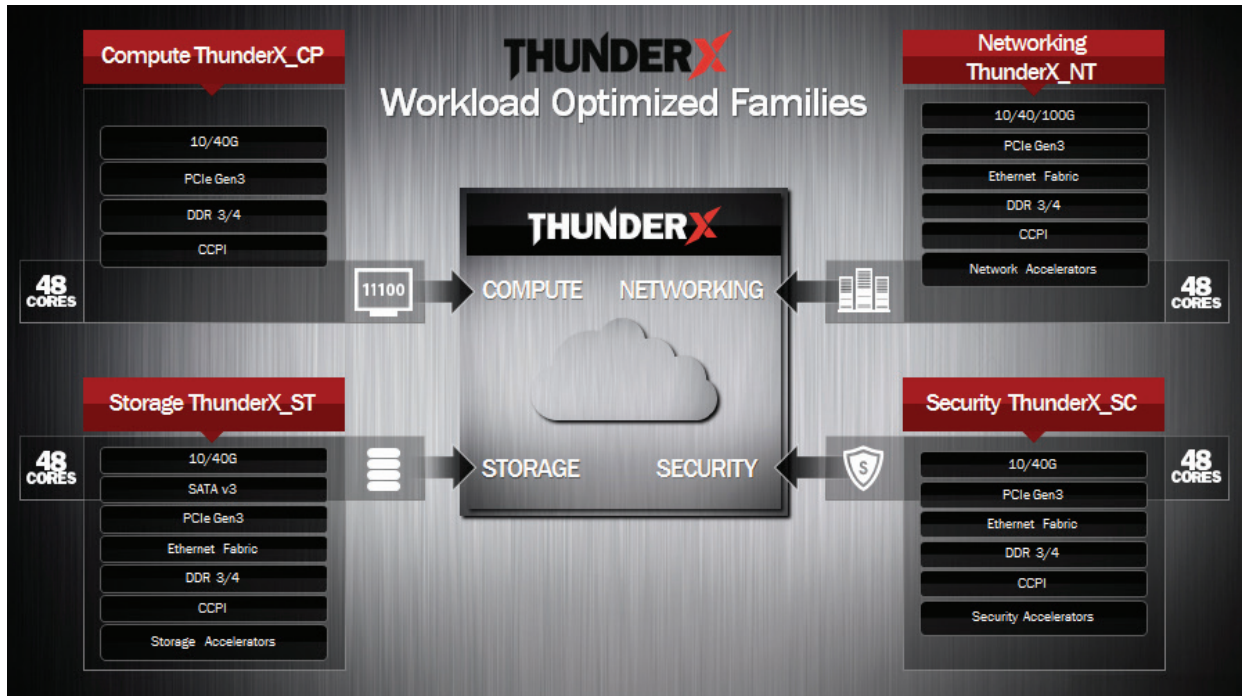 THUNDERX
Workload Optimized Families
Compute ThunderX_CP
10/40G
PCIe Gen3
DDR 3/4
CCPI
48
CORES
11100
Networking
ThunderX_NT
10/40/100G
PCIe Gen3
Ethernet Fabric
DDR 3/4
CCPI
Network Accelerators
48
CORES
THUNDERX
COMPUTE NETWORKING
STORAGE SECURITY
Storage ThunderX_ST
48
CORES
10/40G
SATA v3
PCIe Gen3
Ethernet Fabric
DDR 3/4
CCPI
Storage Accelerators
Security ThunderX_SC
S
48
CORES
10/40G
PCIe Gen3
Ethernet Fabric
DDR 3/4
CCPI
Security Accelerators